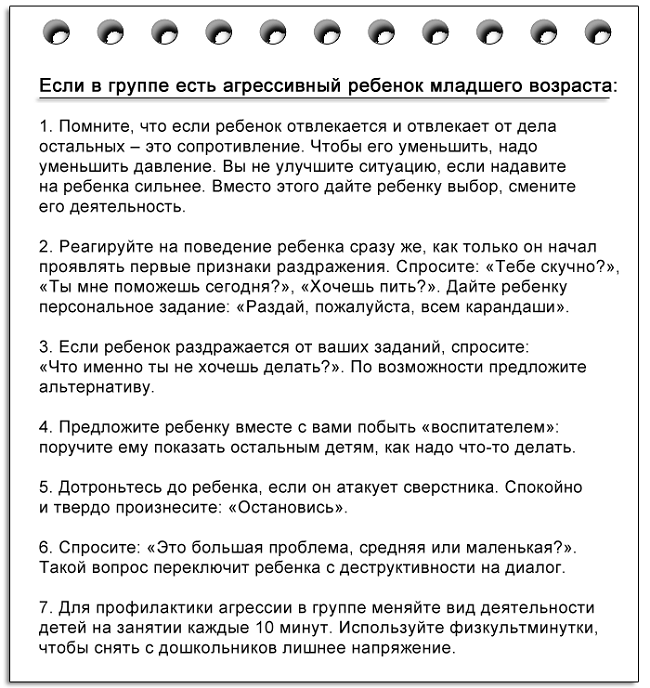 Если в группе есть агрессивный ребенок младшего возраста:
1. Помните, что если ребенок отвлекается и отвлекает от дела
остальных – это сопротивление. Чтобы его уменьшить, надо
уменьшить давление. Вы не улучшите ситуацию, если надавите
на ребенка сильнее. Вместо этого дайте ребенку выбор, смените
его деятельность.
2. Реагируйте на поведение ребенка сразу же, как только он начал
проявлять первые признаки раздражения. Спросите: «Тебе скучно?»,
«Ты мне поможешь сегодня?», «Хочешь пить?». Дайте ребенку
персональное задание: «Раздай, пожалуйста, всем карандаши».
3. Если ребенок раздражается от ваших заданий, спросите:
«Что именно ты не хочешь делать?». По возможности предложите
альтернативу.
4. Предложите ребенку вместе с вами побыть «воспитателем»:
поручите ему показать остальным детям, как надо что-то делать.
5. Дотроньтесь до ребенка, если он атакует сверстника. Спокойно
и твердо произнесите: «Остановись».
6. Спросите: «Это большая проблема, средняя или маленькая?».
Такой вопрос переключит ребенка с деструктивности на диалог.
7. Для профилактики агрессии в группе меняйте вид деятельности
детей на занятии каждые 10 минут. Используйте физкультминутки,
чтобы снять с дошкольников лишнее напряжение.